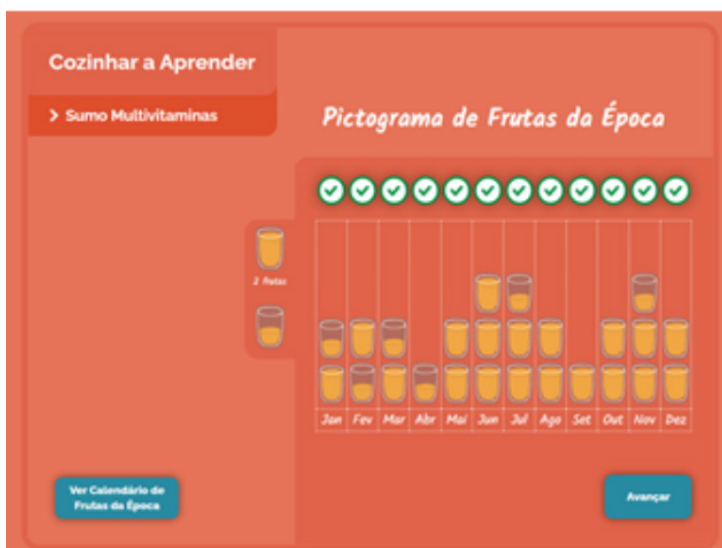 Cozinhar a Aprender
Sumo Multivitaminas
Pictograma de Frutas da Época
2 frutas
Jan Fev Mar Abr Mai Jun Jul Ago Set Out Nov Dez
Ver Calendário de
Frutas da Época
Avançar